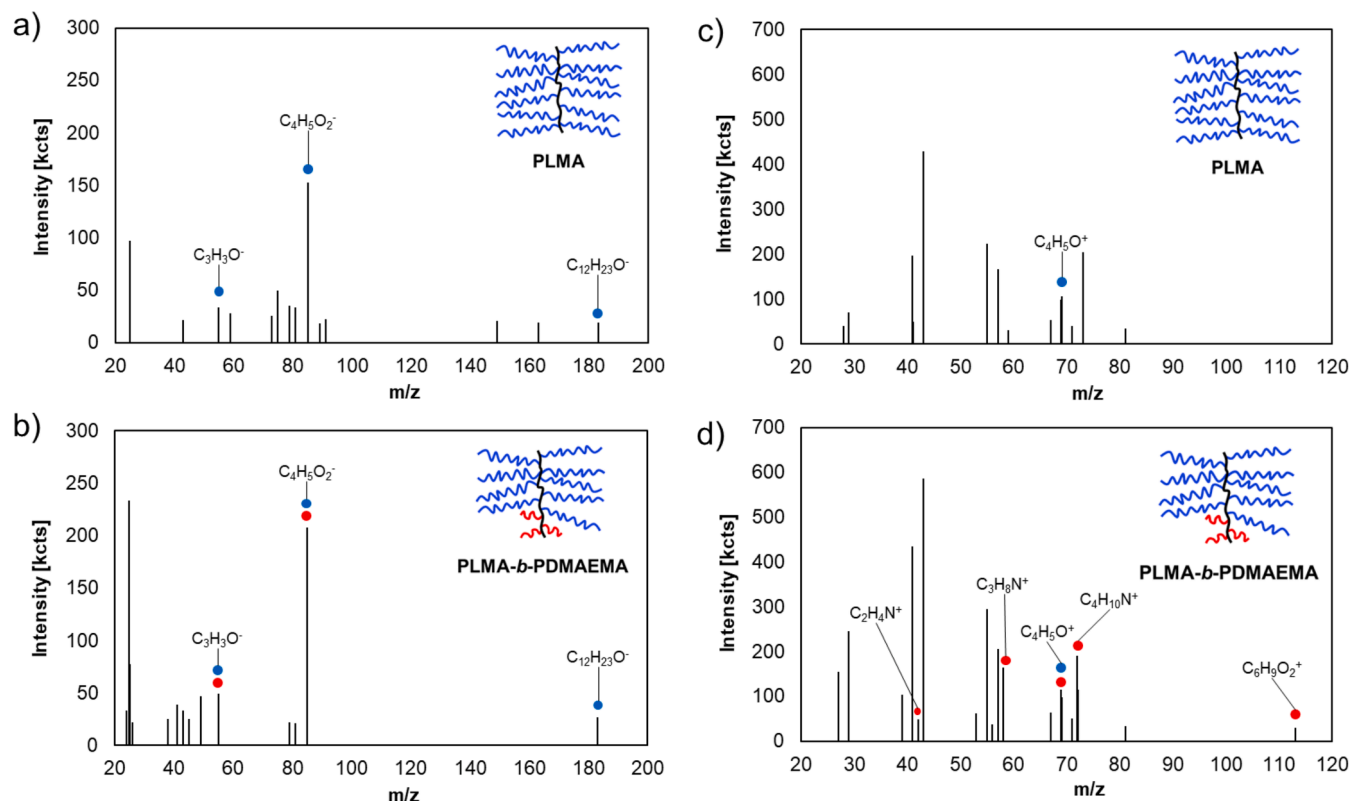 a)
300
250
200
150
100
50
0
Intensity [kcts]
20 40 60 80 100 120 140 160 180 200
m/z
C₃H₃O⁻
C₄H₅O₂⁻
C₁₂H₂₃O⁻
PLMA
c)
700
600
500
400
300
200
100
0
Intensity [kcts]
20 30 40 50 60 70 80 90 100 110 120
m/z
C₄H₅O⁺
PLMA
b)
300
250
200
150
100
50
0
Intensity [kcts]
20 40 60 80 100 120 140 160 180 200
m/z
C₃H₃O⁻
C₄H₅O₂⁻
C₁₂H₂₃O⁻
PLMA-b-PDMAEMA
d)
700
600
500
400
300
200
100
0
Intensity [kcts]
20 30 40 50 60 70 80 90 100 110 120
m/z
C₂H₄N⁺
C₃H₈N⁺
C₄H₅O⁺
C₄H₁₀N⁺
C₆H₉O₂⁺
PLMA-b-PDMAEMA